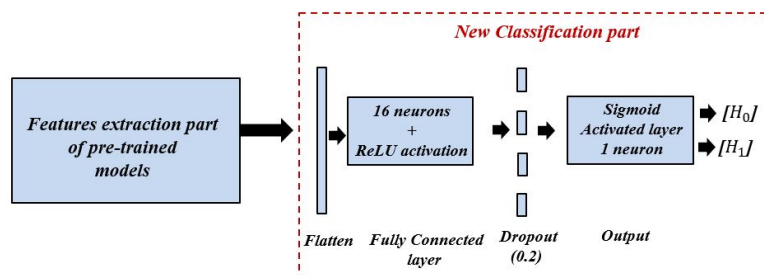 New Classification part
Features extraction part
of pre-trained
models
16 neurons
+
ReLU activation
Sigmoid
Activated layer
1 neuron
[H₀]
[H₁]
Flatten
Fully Connected
layer
Dropout
(0.2)
Output